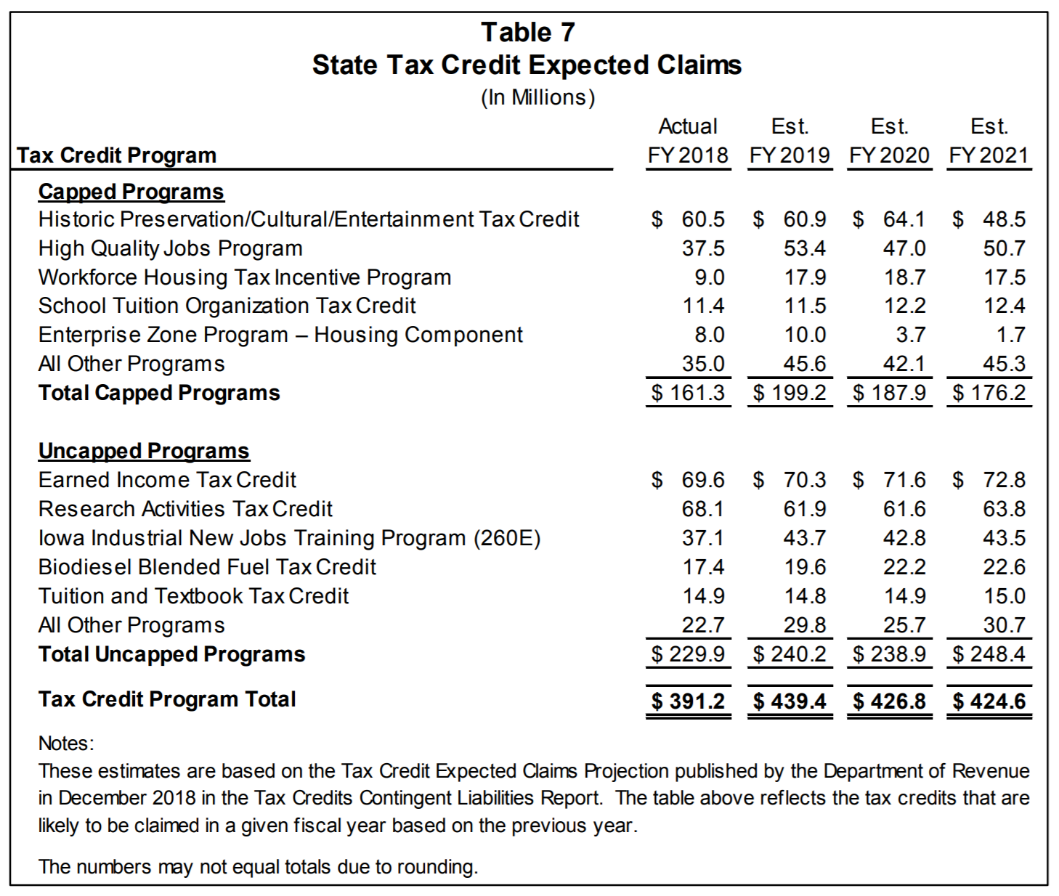 Table 7
State Tax Credit Expected Claims
(In Millions)
Actual Est. Est. Est.
Tax Credit Program FY 2018 FY 2019 FY 2020 FY 2021
Capped Programs
Historic Preservation/Cultural/Entertainment Tax Credit $ 60.5 $ 60.9 $ 64.1 $ 48.5
High Quality Jobs Program 37.5 53.4 47.0 50.7
Workforce Housing Tax Incentive Program 9.0 17.9 18.7 17.5
School Tuition Organization Tax Credit 11.4 11.5 12.2 12.4
Enterprise Zone Program – Housing Component 8.0 10.0 3.7 1.7
All Other Programs 35.0 45.6 42.1 45.3
Total Capped Programs $ 161.3 $ 199.2 $ 187.9 $ 176.2
Uncapped Programs
Earned Income Tax Credit $ 69.6 $ 70.3 $ 71.6 $ 72.8
Research Activities Tax Credit 68.1 61.9 61.6 63.8
Iowa Industrial New Jobs Training Program (260E) 37.1 43.7 42.8 43.5
Biodiesel Blended Fuel Tax Credit 17.4 19.6 22.2 22.6
Tuition and Textbook Tax Credit 14.9 14.8 14.9 15.0
All Other Programs 22.7 29.8 25.7 30.7
Total Uncapped Programs $ 229.9 $ 240.2 $ 238.9 $ 248.4
Tax Credit Program Total $ 391.2 $ 439.4 $ 426.8 $ 424.6
Notes:
These estimates are based on the Tax Credit Expected Claims Projection published by the Department of Revenue
in December 2018 in the Tax Credits Contingent Liabilities Report. The table above reflects the tax credits that are
likely to be claimed in a given fiscal year based on the previous year.
The numbers may not equal totals due to rounding.